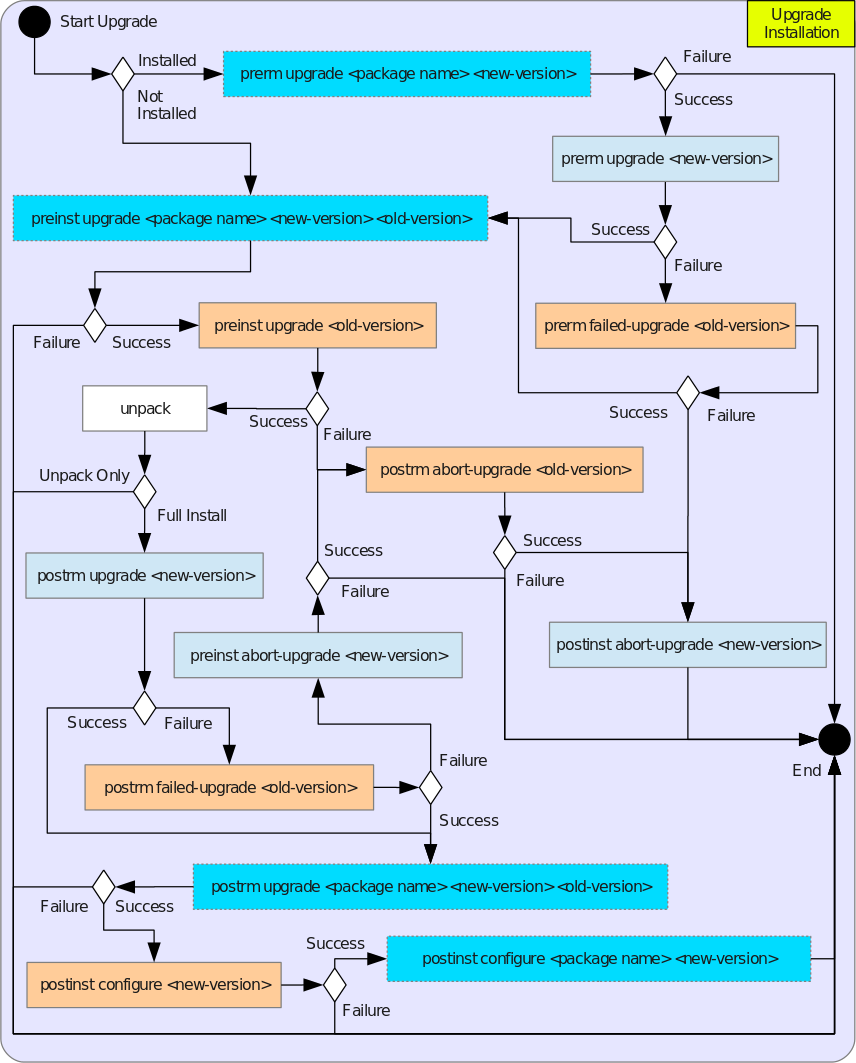 Upgrade
Installation
Start Upgrade
Installed
Not
Installed
prerm upgrade <package name> <new-version>
Failure
Success
prerm upgrade <new-version>
preinst upgrade <package name> <new-version> <old-version>
Success
Failure
Failure
Success
preinst upgrade <old-version>
prerm failed-upgrade <old-version>
unpack
Success
Failure
Success
Failure
Unpack Only
Full Install
postrm abort-upgrade <old-version>
Success
Failure
Success
Failure
postrm upgrade <new-version>
preinst abort-upgrade <new-version>
postinst abort-upgrade <new-version>
Success
Failure
postrm failed-upgrade <old-version>
Failure
Success
End
postrm upgrade <package name> <new-version> <old-version>
Failure
Success
postinst configure <new-version>
Success
Failure
postinst configure <package name> <new-version>